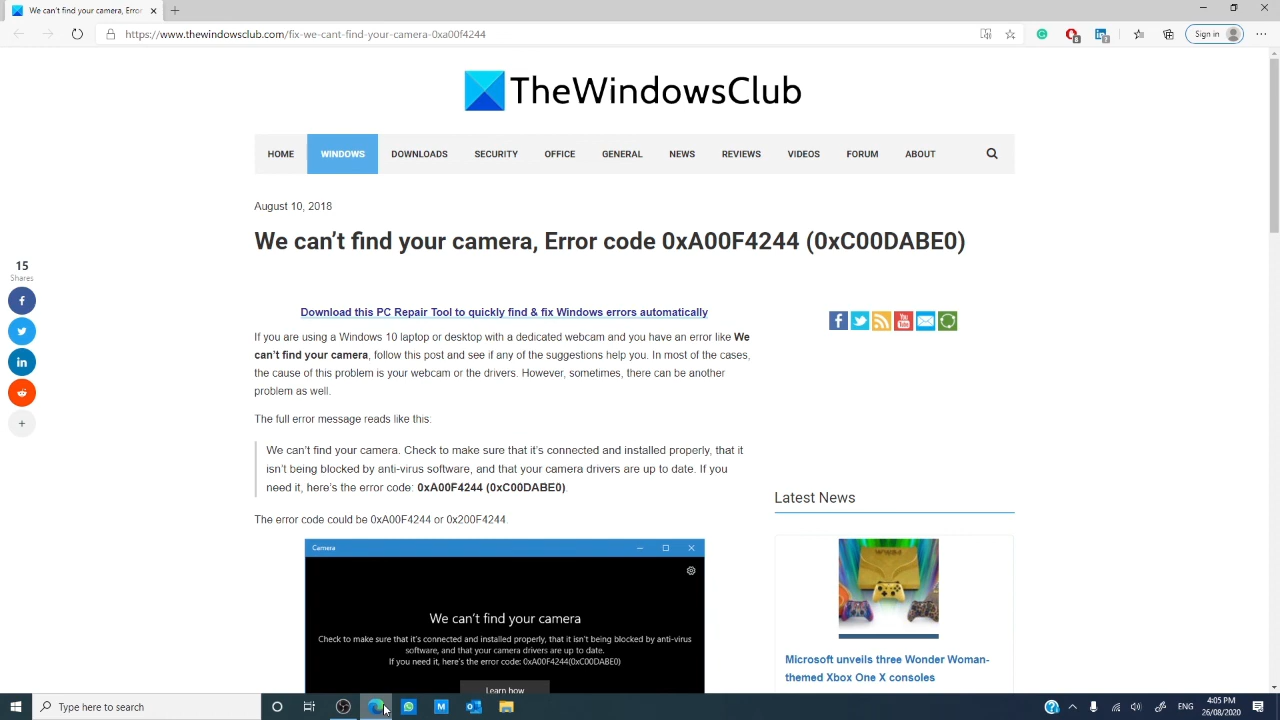 We can't find your camera, Error
https://www.thewindowsclub.com/fix-we-cant-find-your-camera-0xa00f4244
Sign in
TheWindowsClub
HOME
WINDOWS
DOWNLOADS
SECURITY
OFFICE
GENERAL
NEWS
REVIEWS
VIDEOS
FORUM
ABOUT
August 10, 2018
We can't find your camera, Error code 0xA00F4244 (0xC00DABE0)
15
Shares
Download this PC Repair Tool to quickly find & fix Windows errors automatically
If you are using a Windows 10 laptop or desktop with a dedicated webcam and you have an error like We
can't find your camera, follow this post and see if any of the suggestions help you. In most of the cases,
the cause of this problem is your webcam or the drivers. However, sometimes, there can be another
problem as well.
The full error message reads like this:
We can't find your camera. Check to make sure that it's connected and installed properly, that it
isn't being blocked by anti-virus software, and that your camera drivers are up to date. If you
need it, here's the error code: 0xA00F4244 (0xC00DABE0).
The error code could be 0xA00F4244 or 0x200F4244.
Camera
We can't find your camera
Check to make sure that it's connected and installed properly, that it isn't being blocked by anti-virus
software, and that your camera drivers are up to date.
If you need it, here's the error code: 0xA00F4244(0xC00DABE0)
Learn how
You
Tube
Latest News
Microsoft unveils three Wonder Woman-
themed Xbox One X consoles
Type here to search
ENG
4:05 PM
26/08/2020